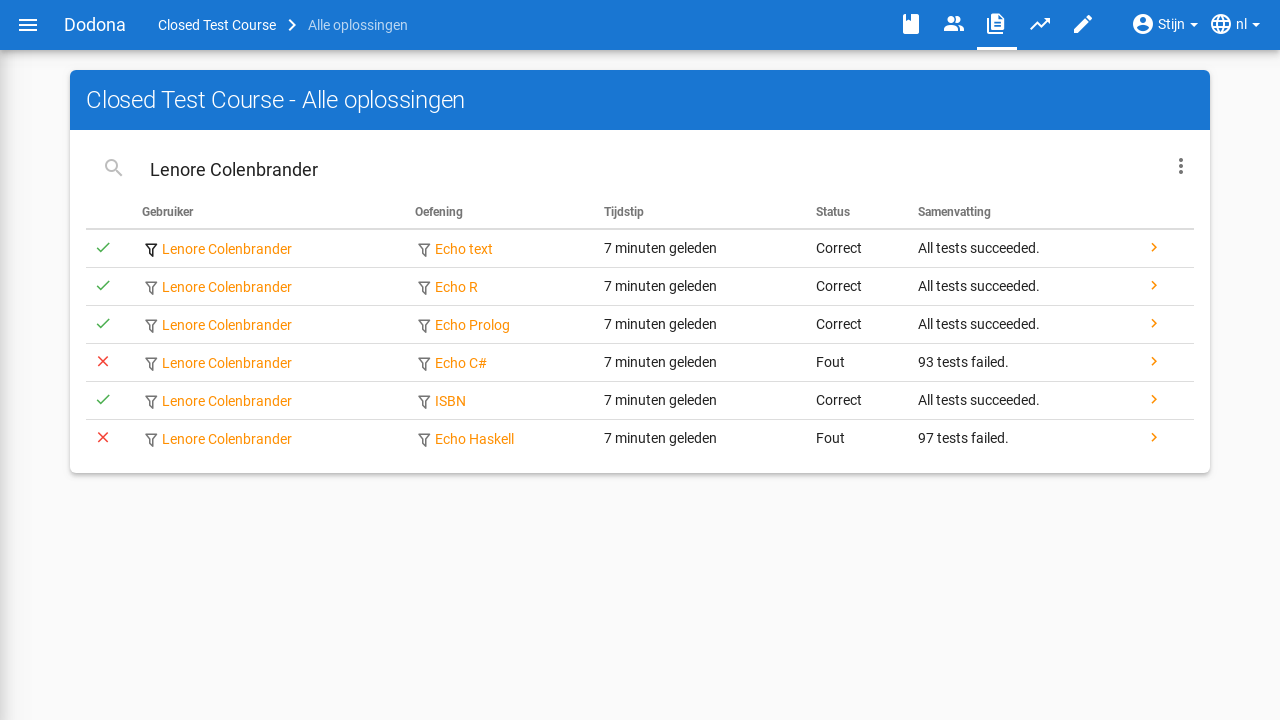 Dodona Closed Test Course Alle oplossingen Stijn nl
Closed Test Course - Alle oplossingen
Lenore Colenbrander
Gebruiker Oefening Tijdstip Status Samenvatting
Lenore Colenbrander Echo text 7 minuten geleden Correct All tests succeeded.
Lenore Colenbrander Echo R 7 minuten geleden Correct All tests succeeded.
Lenore Colenbrander Echo Prolog 7 minuten geleden Correct All tests succeeded.
Lenore Colenbrander Echo C# 7 minuten geleden Fout 93 tests failed.
Lenore Colenbrander ISBN 7 minuten geleden Correct All tests succeeded.
Lenore Colenbrander Echo Haskell 7 minuten geleden Fout 97 tests failed.